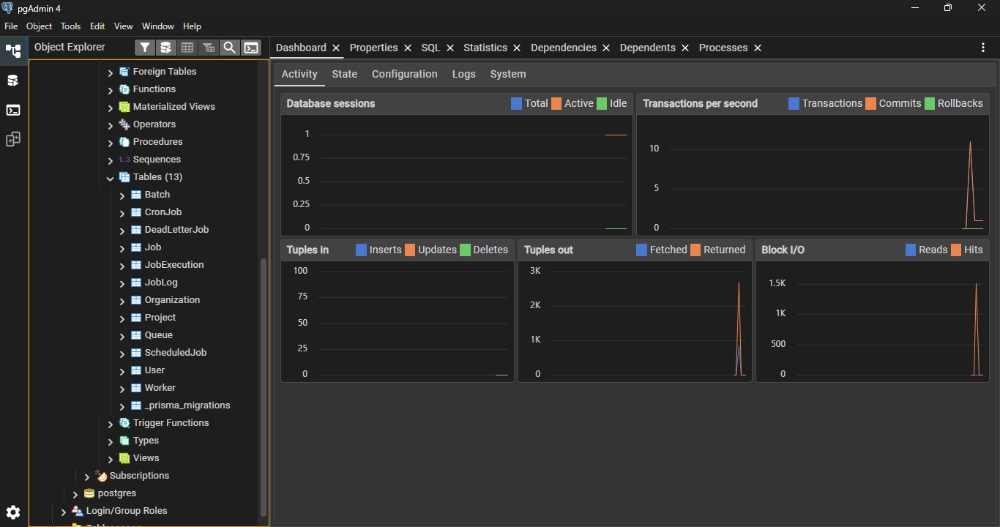 pgAdmin 4
File Object Tools Edit View Window Help
Object Explorer
Dashboard Properties SQL Statistics Dependencies Dependents Processes
Foreign Tables
Functions
Materialized Views
Operators
Procedures
1..3 Sequences
Tables (13)
Batch
CronJob
DeadLetterJob
Job
JobExecution
JobLog
Organization
Project
Queue
ScheduledJob
User
Worker
_prisma_migrations
Trigger Functions
Types
Views
Subscriptions
postgres
Login/Group Roles
Activity State Configuration Logs System
Database sessions Total Active Idle
1
0.75
0.5
0.25
0
Transactions per second Transactions Commits Rollbacks
10
5
0
Tuples in Inserts Updates Deletes
100
75
50
25
0
Tuples out Fetched Returned
3K
2K
1K
0
Block I/O Reads Hits
1.5K
1K
500
0